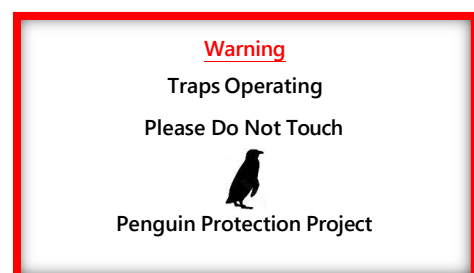 Warning
Traps Operating
Please Do Not Touch
Penguin Protection Project